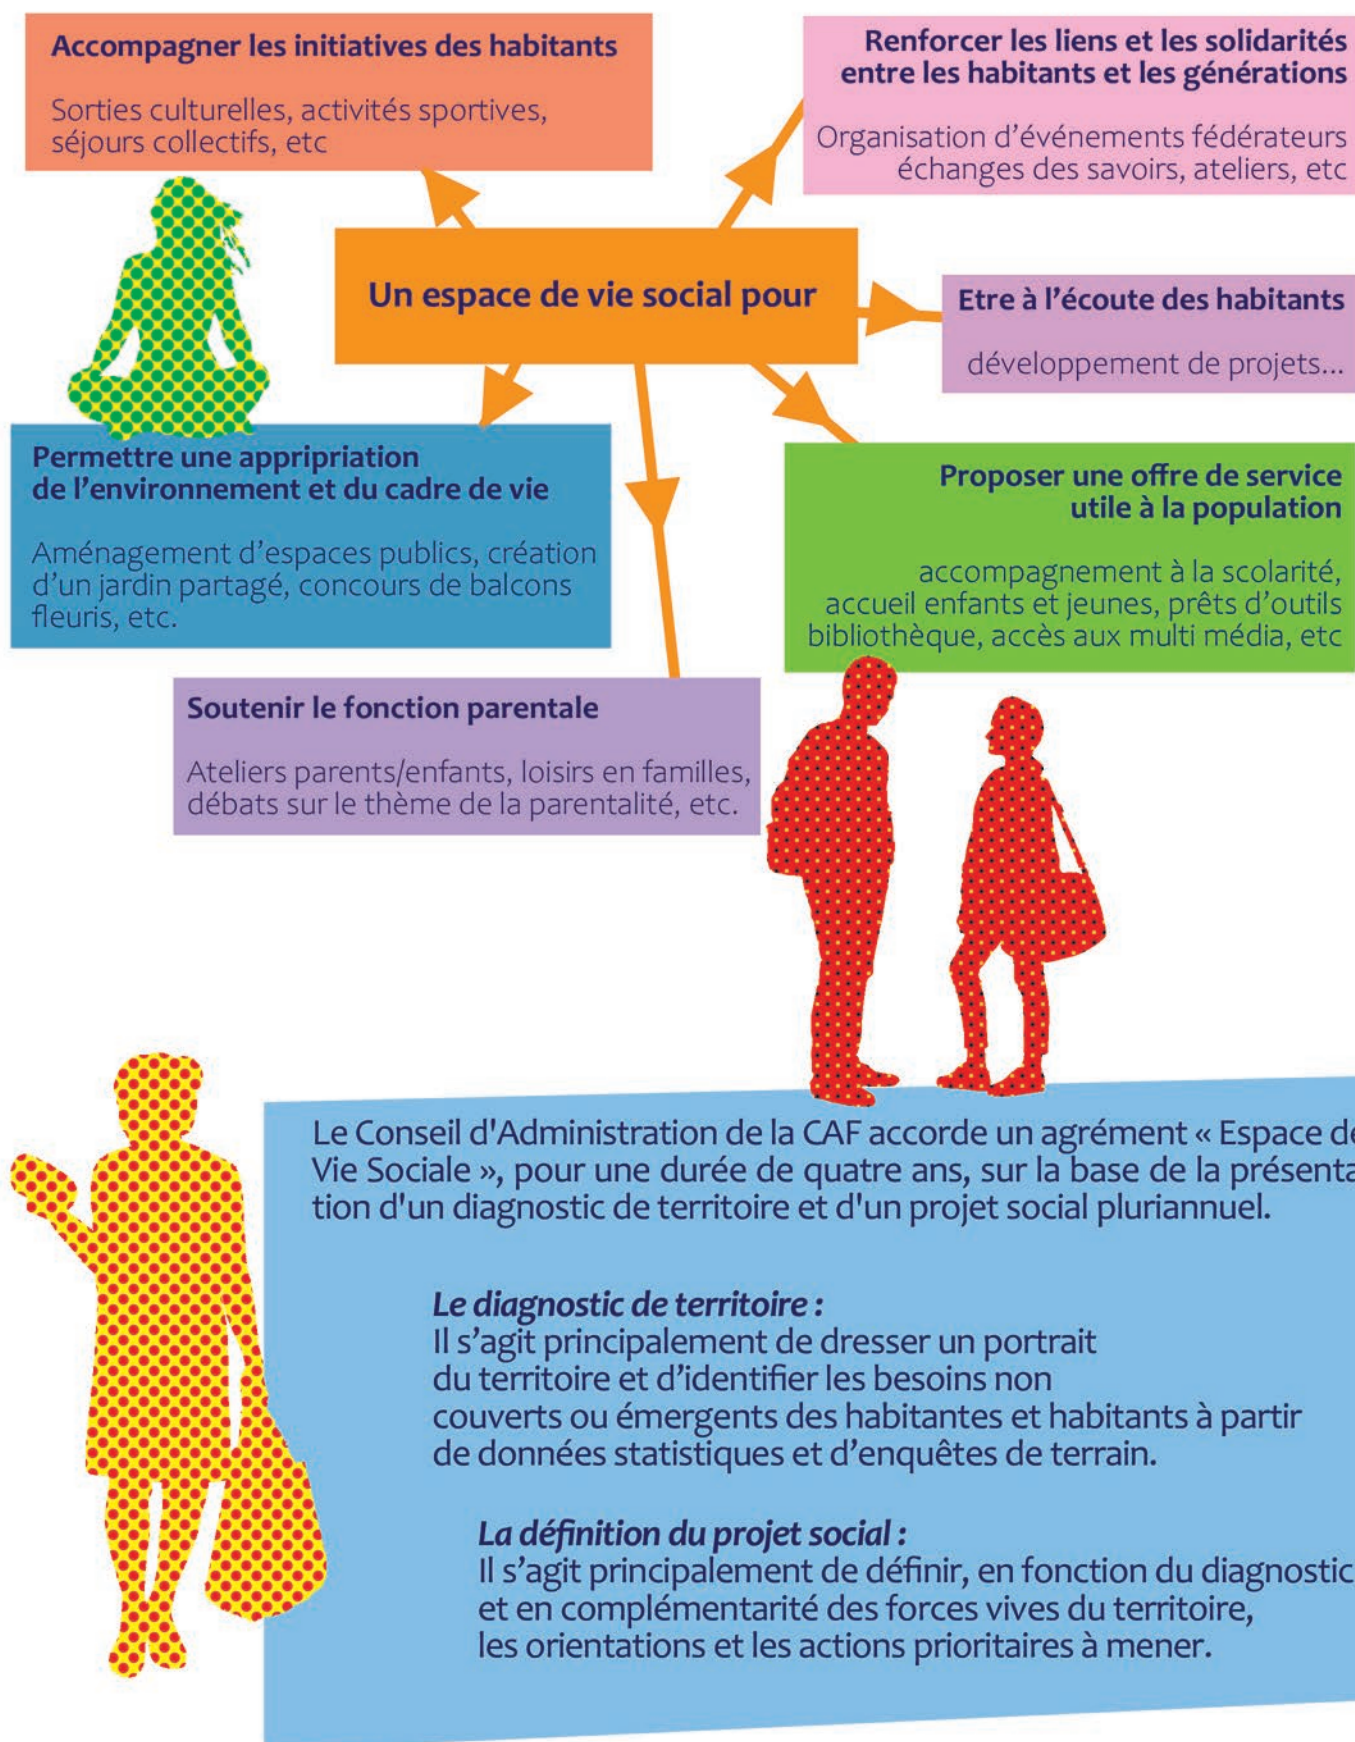 Accompagner les initiatives des habitants
Sorties culturelles, activités sportives,
séjours collectifs, etc
Renforcer les liens et les solidarités
entre les habitants et les générations
Organisation d’événements fédérateurs
échanges des savoirs, ateliers, etc
Un espace de vie social pour
Etre à l’écoute des habitants
développement de projets...
Permettre une appripriation
de l’environnement et du cadre de vie
Aménagement d’espaces publics, création
d’un jardin partagé, concours de balcons
fleuris, etc.
Proposer une offre de service
utile à la population
accompagnement à la scolarité,
accueil enfants et jeunes, prêts d’outils
bibliothèque, accès aux multi média, etc
Soutenir le fonction parentale
Ateliers parents/enfants, loisirs en familles,
débats sur le thème de la parentalité, etc.
Le Conseil d'Administration de la CAF accorde un agrément « Espace de
Vie Sociale », pour une durée de quatre ans, sur la base de la présenta
tion d'un diagnostic de territoire et d'un projet social pluriannuel.
Le diagnostic de territoire :
Il s’agit principalement de dresser un portrait
du territoire et d’identifier les besoins non
couverts ou émergents des habitantes et habitants à partir
de données statistiques et d’enquêtes de terrain.
La définition du projet social :
Il s’agit principalement de définir, en fonction du diagnostic
et en complémentarité des forces vives du territoire,
les orientations et les actions prioritaires à mener.